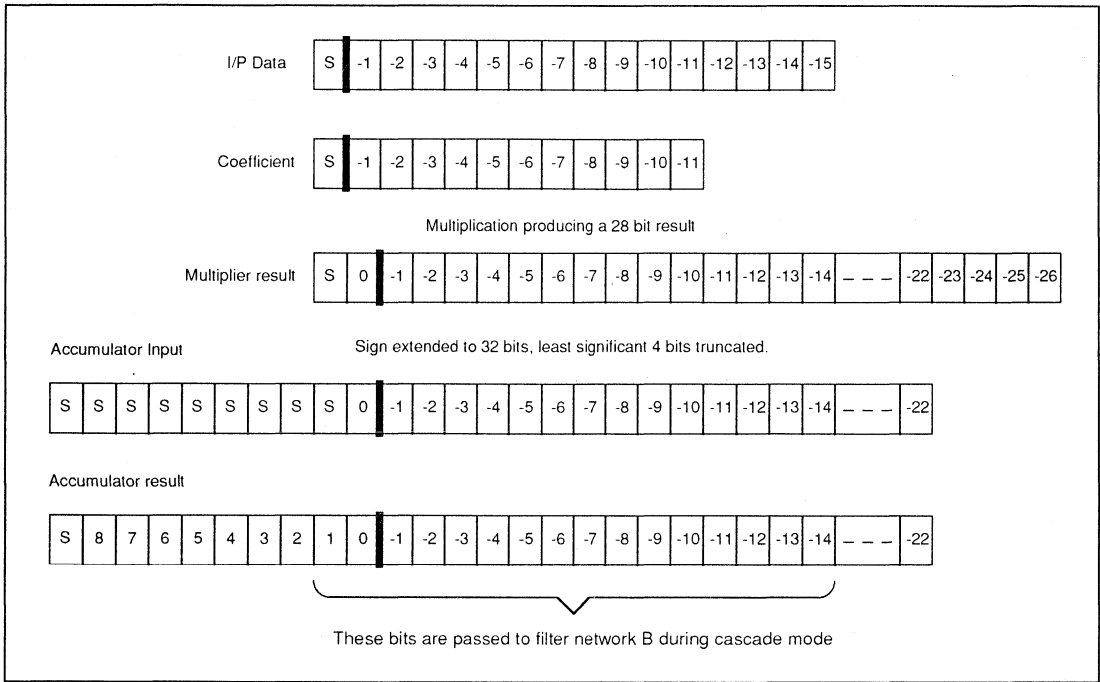 I/P Data S -1 -2 -3 -4 -5 -6 -7 -8 -9 -10 -11 -12 -13 -14 -15
Coefficient S -1 -2 -3 -4 -5 -6 -7 -8 -9 -10 -11
Multiplication producing a 28 bit result
Multiplier result S 0 -1 -2 -3 -4 -5 -6 -7 -8 -9 -10 -11 -12 -13 -14 – – – -22 -23 -24 -25 -26
Accumulator Input Sign extended to 32 bits, least significant 4 bits truncated.
S S S S S S S S S 0 -1 -2 -3 -4 -5 -6 -7 -8 -9 -10 -11 -12 -13 -14 – – – -22
Accumulator result
S 8 7 6 5 4 3 2 1 0 -1 -2 -3 -4 -5 -6 -7 -8 -9 -10 -11 -12 -13 -14 – – – -22
These bits are passed to filter network B during cascade mode